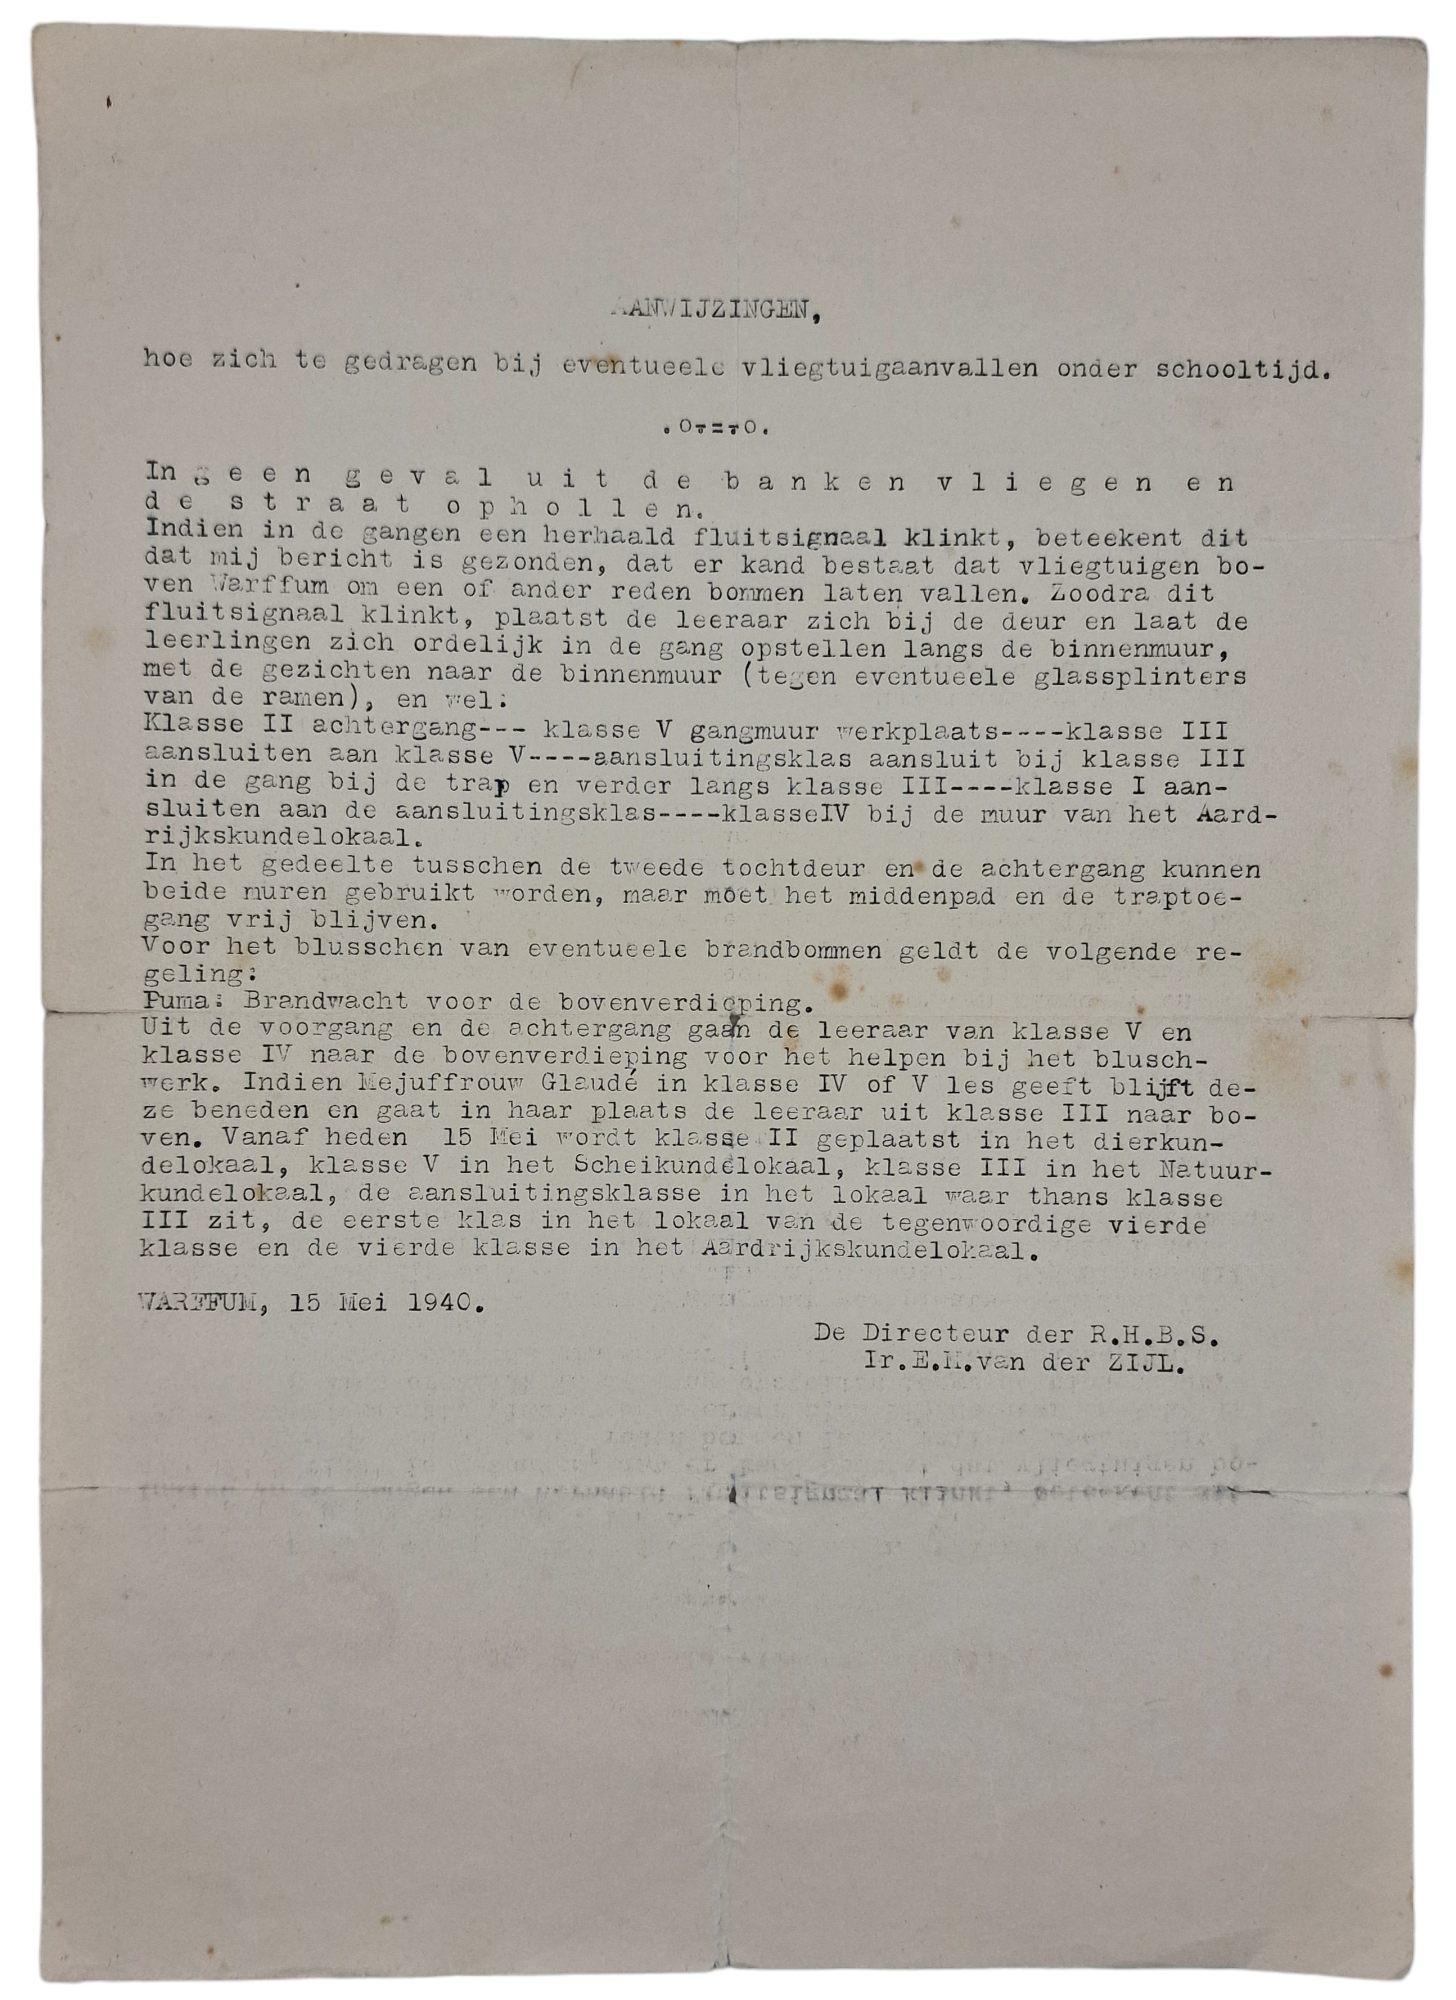 AANWIJZINGEN,
hoe zich te gedragen bij eventueele vliegtuigaanvallen onder schooltijd.
.O-=-O.
In g e e n g e v a l u i t d e b a n k e n v l i e g e n e n
d e s t r a a t o p h o l l e n.
Indien in de gangen een herhaald fluitsignaal klinkt, beteekent dit
dat mij bericht is gezonden, dat er kand bestaat dat vliegtuigen bo-
ven Warffum om een of ander reden bommen laten vallen. Zoodra dit
fluitsignaal klinkt, plaatst de leeraar zich bij de deur en laat de
leerlingen zich ordelijk in de gang opstellen langs de binnenmuur,
met de gezichten naar de binnenmuur (tegen eventueele glassplinters
van de ramen), en wel:
Klasse II achtergang--- klasse V gangmuur werkplaats----klasse III
aansluiten aan klasse V----aansluitingsklas aansluit bij klasse III
in de gang bij de trap en verder langs klasse III----klasse I aan-
sluiten aan de aansluitingsklas----klasseIV bij de muur van het Aard-
rijkskundelokaal.
In het gedeelte tusschen de tweede tochtdeur en de achtergang kunnen
beide muren gebruikt worden, maar moet het middenpad en de traptoe-
gang vrij blijven.
Voor het blusschen van eventueele brandbommen geldt de volgende re-
geling:
Puma: Brandwacht voor de bovenverdieping.
Uit de voorgang en de achtergang gaan de leeraar van klasse V en
klasse IV naar de bovenverdieping voor het helpen bij het blusch-
werk. Indien Mejuffrouw Glaudé in klasse IV of V les geeft blijft de-
ze beneden en gaat in haar plaats de leeraar uit klasse III naar bo-
ven. Vanaf heden 15 Mei wordt klasse II geplaatst in het dierkun-
delokaal, klasse V in het Scheikundelokaal, klasse III in het Natuur-
kundelokaal, de aansluitingsklasse in het lokaal waar thans klasse
III zit, de eerste klas in het lokaal van de tegenwoordige vierde
klasse en de vierde klasse in het Aardrijkskundelokaal.
WARFFUM, 15 Mei 1940.
De Directeur der R.H.B.S.
Ir.E.M.van der ZIJL.